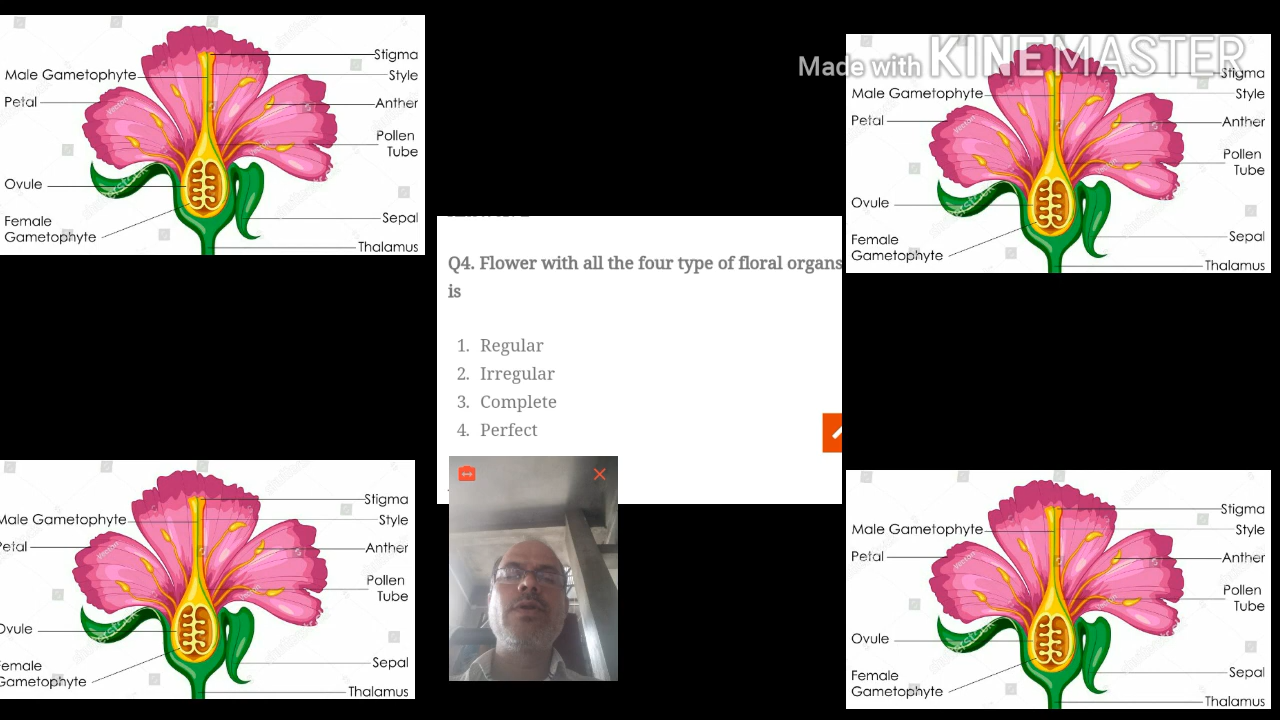 Stigma
Male Gametophyte
Style
Petal
Anther
Pollen
Tube
Ovule
Sepal
Female
Gametophyte
Thalamus
Made with KINEMASTER
Stigma
Male Gametophyte
Style
Petal
Anther
Pollen
Tube
Ovule
Sepal
Female
Gametophyte
Thalamus
Q4. Flower with all the four type of floral organs
is
1. Regular
2. Irregular
3. Complete
4. Perfect
Stigma
Male Gametophyte
Style
Petal
Anther
Pollen
Tube
Ovule
Sepal
Female
Gametophyte
Thalamus
Stigma
Male Gametophyte
Style
Petal
Anther
Pollen
Tube
Ovule
Sepal
Female
Gametophyte
Thalamus